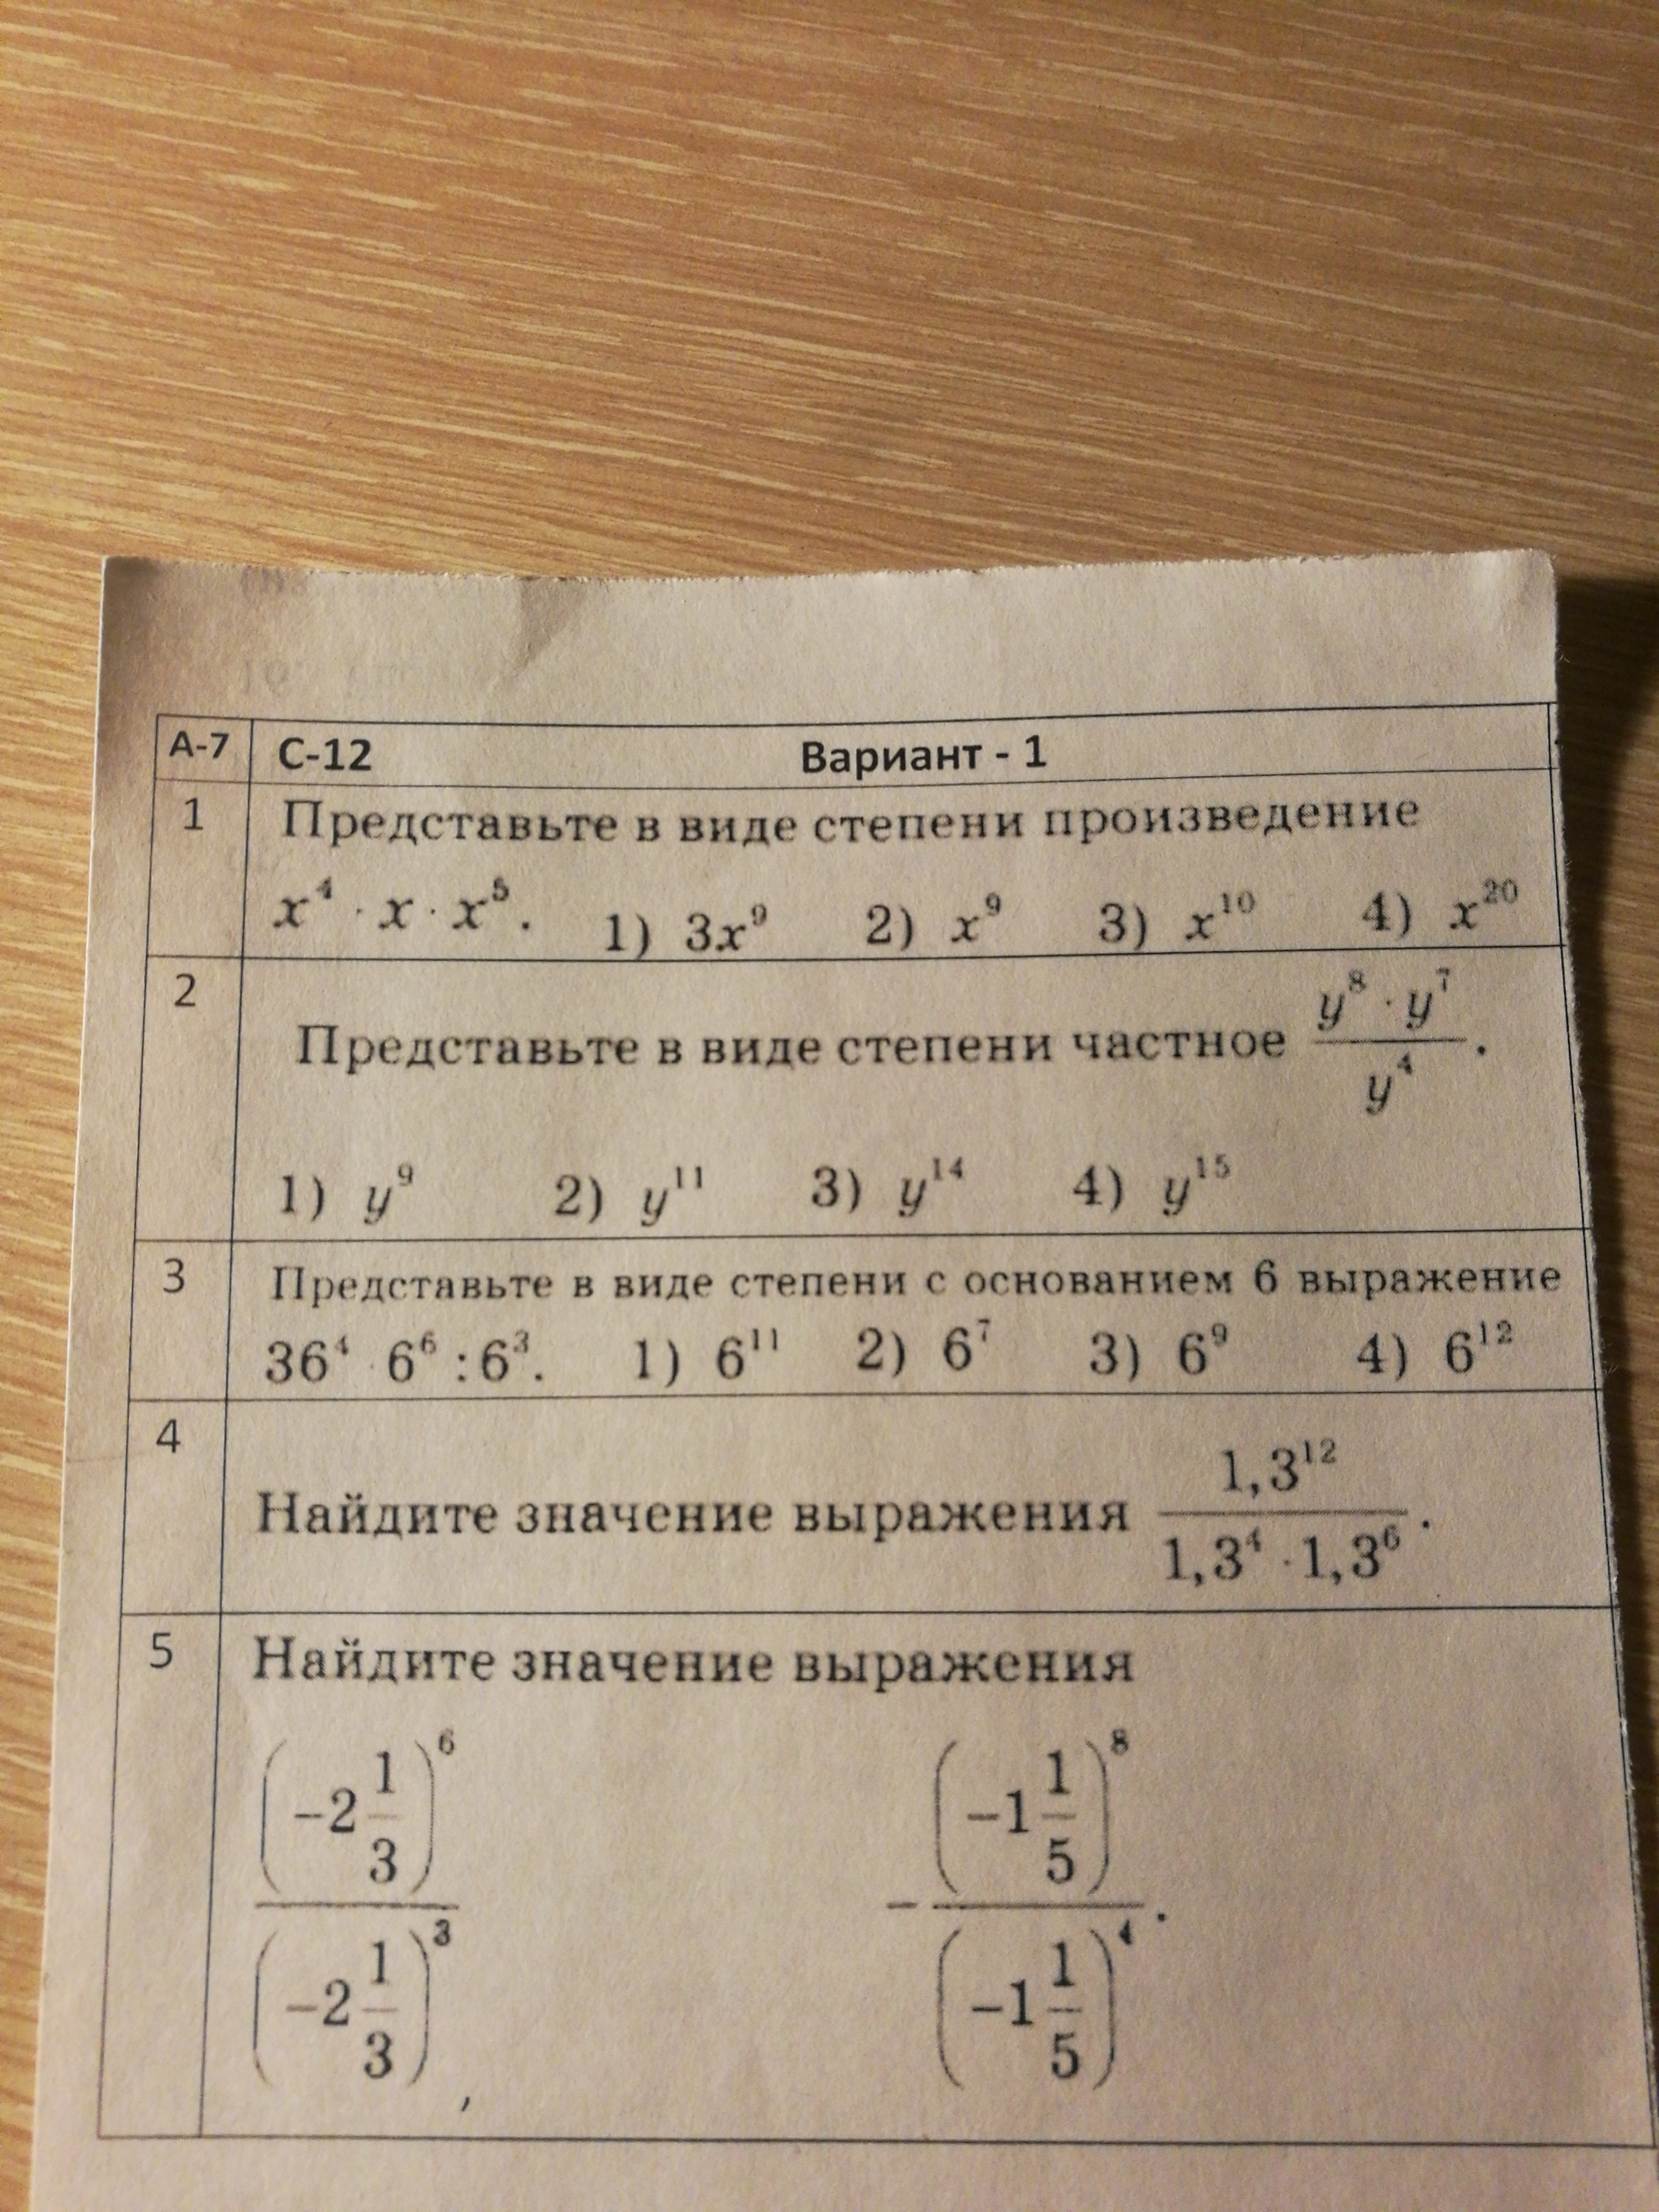 А-7 С-12 Вариант - 1
1 Представьте в виде степени произведение
x⁴ · x · x⁵. 1) 3x⁹ 2) x⁹ 3) x¹⁰ 4) x²⁰
2 Представьте в виде степени частное (y⁸ · y⁷)/y⁴.
1) y⁹ 2) y¹¹ 3) y¹⁴ 4) y¹⁵
3 Представьте в виде степени с основанием 6 выражение
36⁴ · 6⁶ : 6³. 1) 6¹¹ 2) 6⁷ 3) 6⁹ 4) 6¹²
4 Найдите значение выражения 1,3¹²/(1,3⁴ · 1,3⁶).
5 Найдите значение выражения
(-2 1/3)⁶/(-2 1/3)³, -(-1 1/5)⁸/(-1 1/5)⁴.